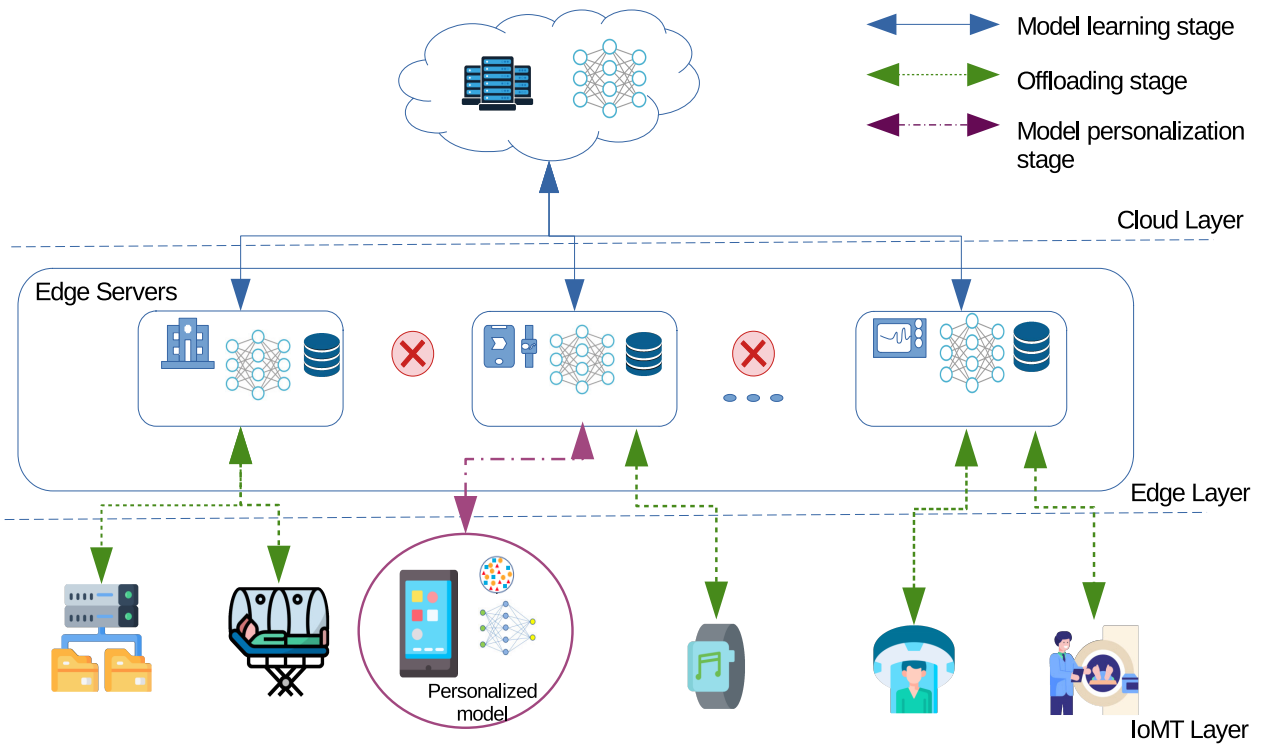 Model learning stage
Offloading stage
Model personalization
stage
Cloud Layer
Edge Servers
Edge Layer
Personalized
model
IoMT Layer